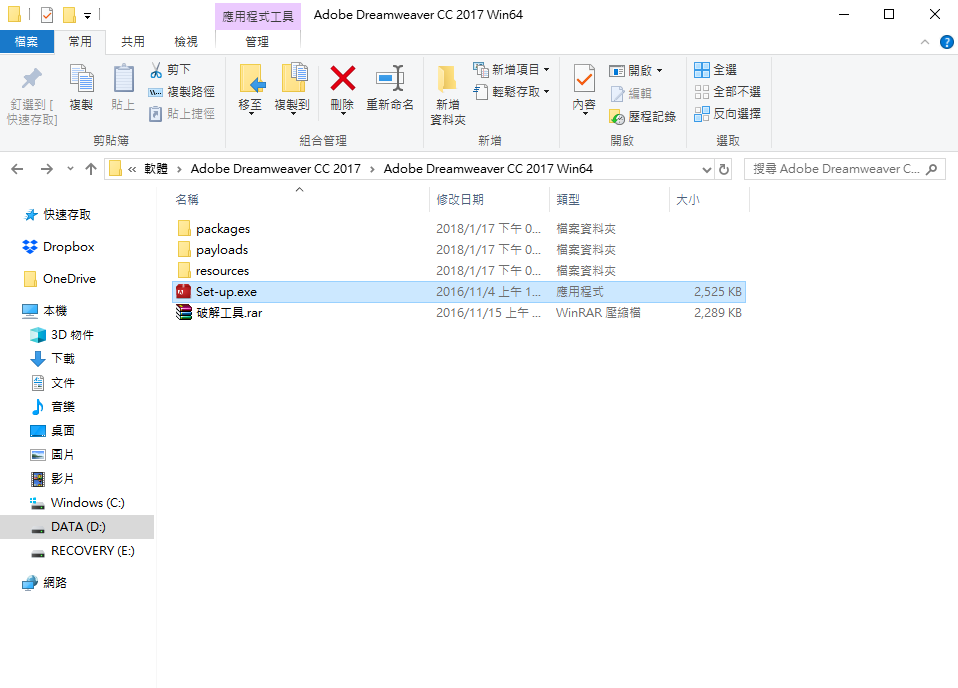 應用程式工具
Adobe Dreamweaver CC 2017 Win64
檔案
常用
共用
檢視
管理
釘選到 [
快速存取]
複製
貼上
剪下
複製路徑
貼上捷徑
剪貼簿
移至
複製到
刪除
重新命名
組合管理
新增
資料夾
新增項目
輕鬆存取
新增
內容
開啟
編輯
歷程記錄
開啟
全選
全部不選
反向選擇
選取
« 軟體 › Adobe Dreamweaver CC 2017 › Adobe Dreamweaver CC 2017 Win64
搜尋 Adobe Dreamweaver C...
名稱 修改日期 類型 大小
packages 2018/1/17 下午 0... 檔案資料夾
payloads 2018/1/17 下午 0... 檔案資料夾
resources 2018/1/17 下午 0... 檔案資料夾
Set-up.exe 2016/11/4 上午 1... 應用程式 2,525 KB
破解工具.rar 2016/11/15 上午 ... WinRAR 壓縮檔 2,289 KB
快速存取
Dropbox
OneDrive
本機
3D 物件
下載
文件
音樂
桌面
圖片
影片
Windows (C:)
DATA (D:)
RECOVERY (E:)
網路